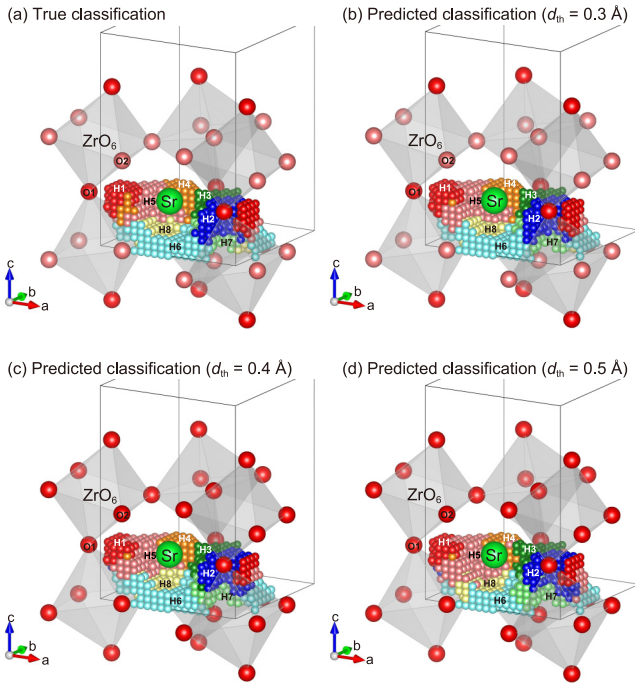 (a) True classification
ZrO6
O2
O1
H1
H4
H3
H5
Sr
H2
H8
H6
H7
c
b
a
(b) Predicted classification (dth = 0.3 Å)
ZrO6
O2
O1
H1
H4
H3
H5
Sr
H2
H8
H6
H7
c
b
a
(c) Predicted classification (dth = 0.4 Å)
ZrO6
O2
O1
H1
H4
H3
H5
Sr
H2
H8
H6
H7
c
b
a
(d) Predicted classification (dth = 0.5 Å)
ZrO6
O2
O1
H1
H4
H3
H5
Sr
H2
H8
H6
H7
c
b
a